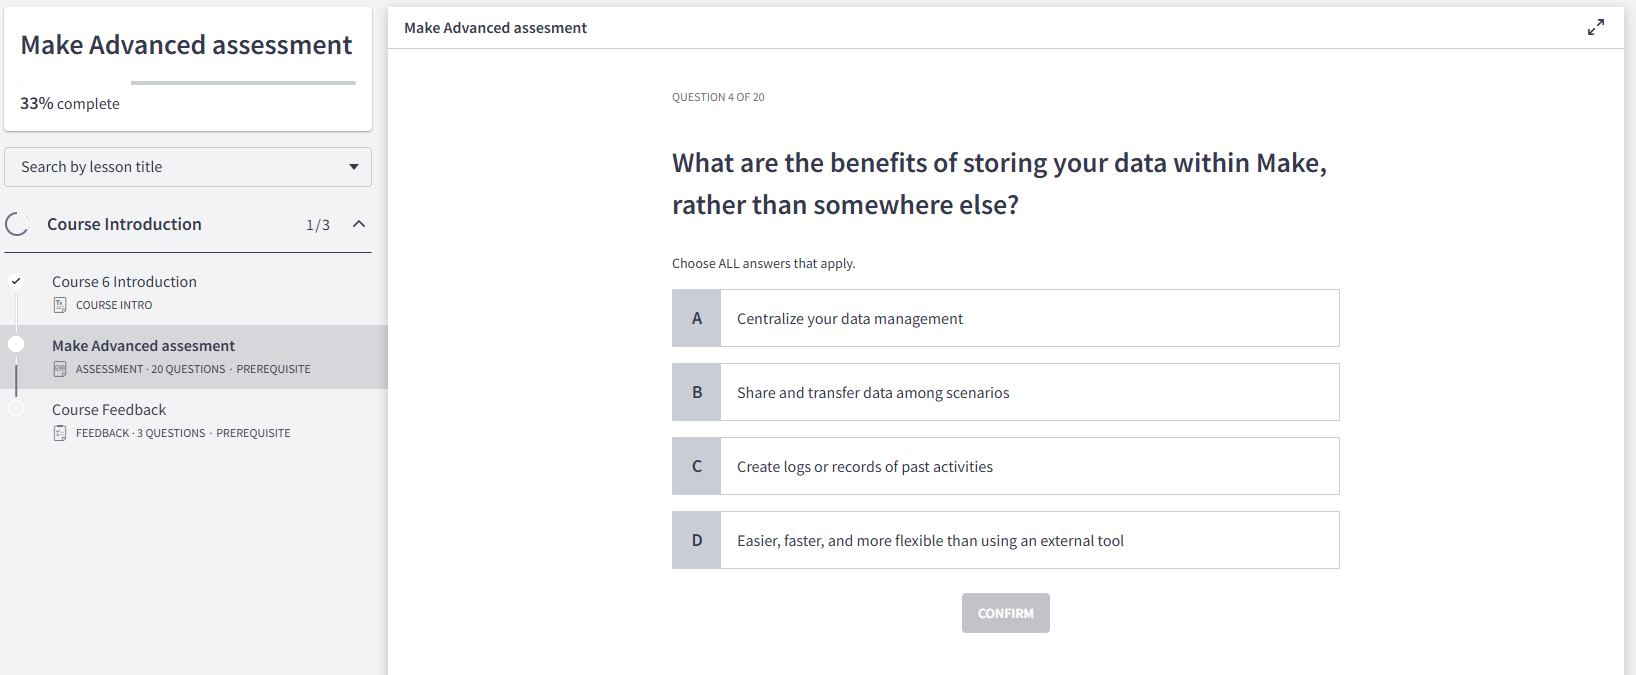 Make Advanced assessment
33% complete
Search by lesson title
Course Introduction 1/3
Course 6 Introduction
COURSE INTRO
Make Advanced assesment
ASSESSMENT · 20 QUESTIONS · PREREQUISITE
Course Feedback
FEEDBACK · 3 QUESTIONS · PREREQUISITE
Make Advanced assesment
QUESTION 4 OF 20
What are the benefits of storing your data within Make,
rather than somewhere else?
Choose ALL answers that apply.
A Centralize your data management
B Share and transfer data among scenarios
C Create logs or records of past activities
D Easier, faster, and more flexible than using an external tool
CONFIRM